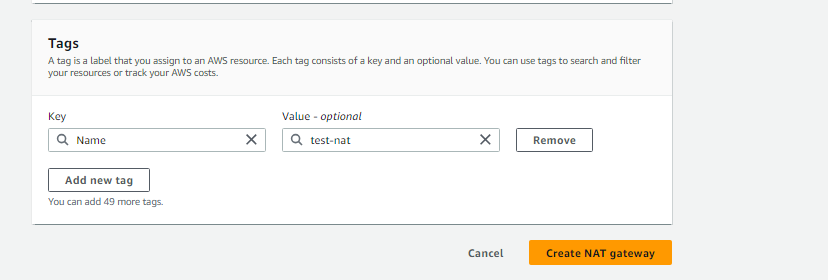 Tags
A tag is a label that you assign to an AWS resource. Each tag consists of a key and an optional value. You can use tags to search and filter
your resources or track your AWS costs.
Key
Value - optional
Name
test-nat
Remove
Add new tag
You can add 49 more tags.
Cancel
Create NAT gateway